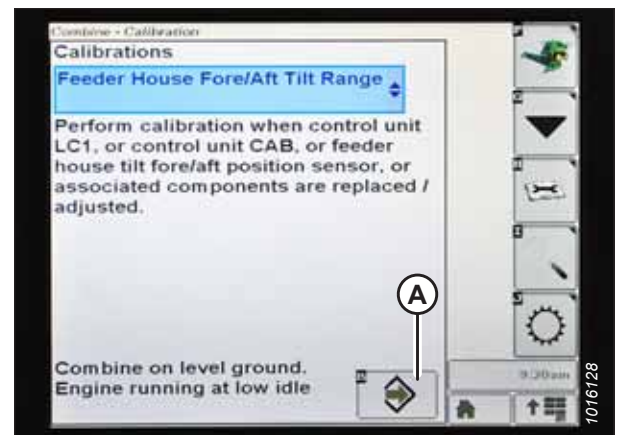 Combine - Calibration
Calibrations
Feeder House Fore/Aft Tilt Range
Perform calibration when control unit
LC1, or control unit CAB, or feeder
house tilt fore/aft position sensor, or
associated components are replaced /
adjusted.
A
Combine on level ground.
Engine running at low idle
9:20am
1016128